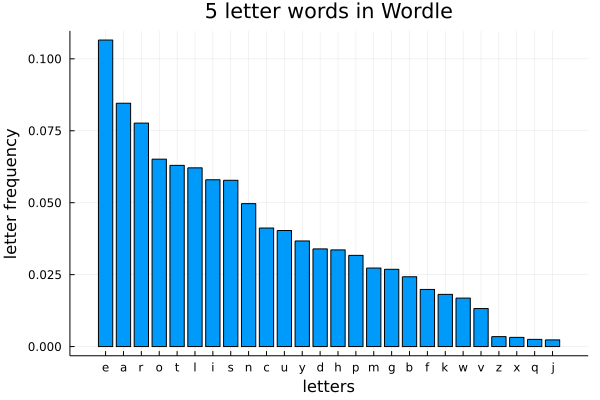 5 letter words in Wordle
letter frequency
0.100
0.075
0.050
0.025
0.000
e a r o t l i s n c u y d h p m g b f k w v z x q j
letters